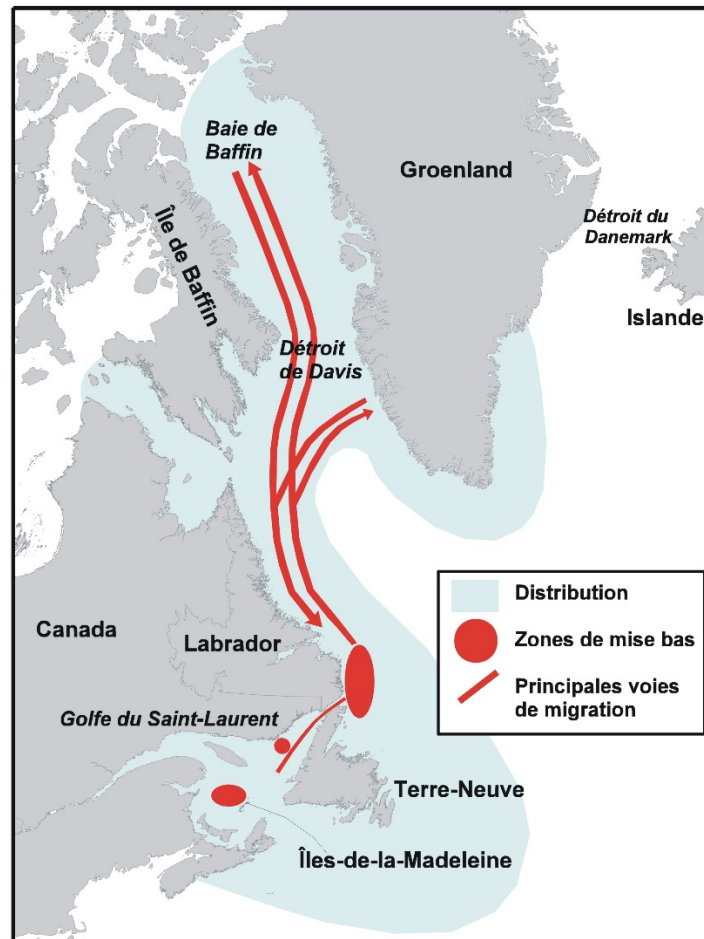 Baie de
Baffin
Groenland
Île de Baffin
Détroit du
Danemark
Islande
Détroit
de Davis
Canada
Labrador
Distribution
Zones de mise bas
Principales voies
de migration
Golfe du Saint-Laurent
Terre-Neuve
Îles-de-la-Madeleine